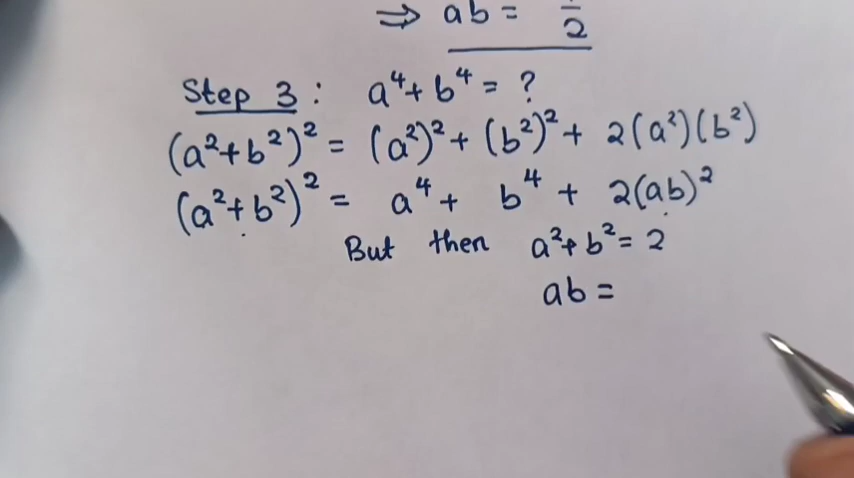 ⇒ ab = 2
Step 3 : a⁴ + b⁴ = ?
(a² + b²)² = (a²)² + (b²)² + 2(a²)(b²)
(a² + b²)² = a⁴ + b⁴ + 2(ab)²
But then a² + b² = 2
ab =